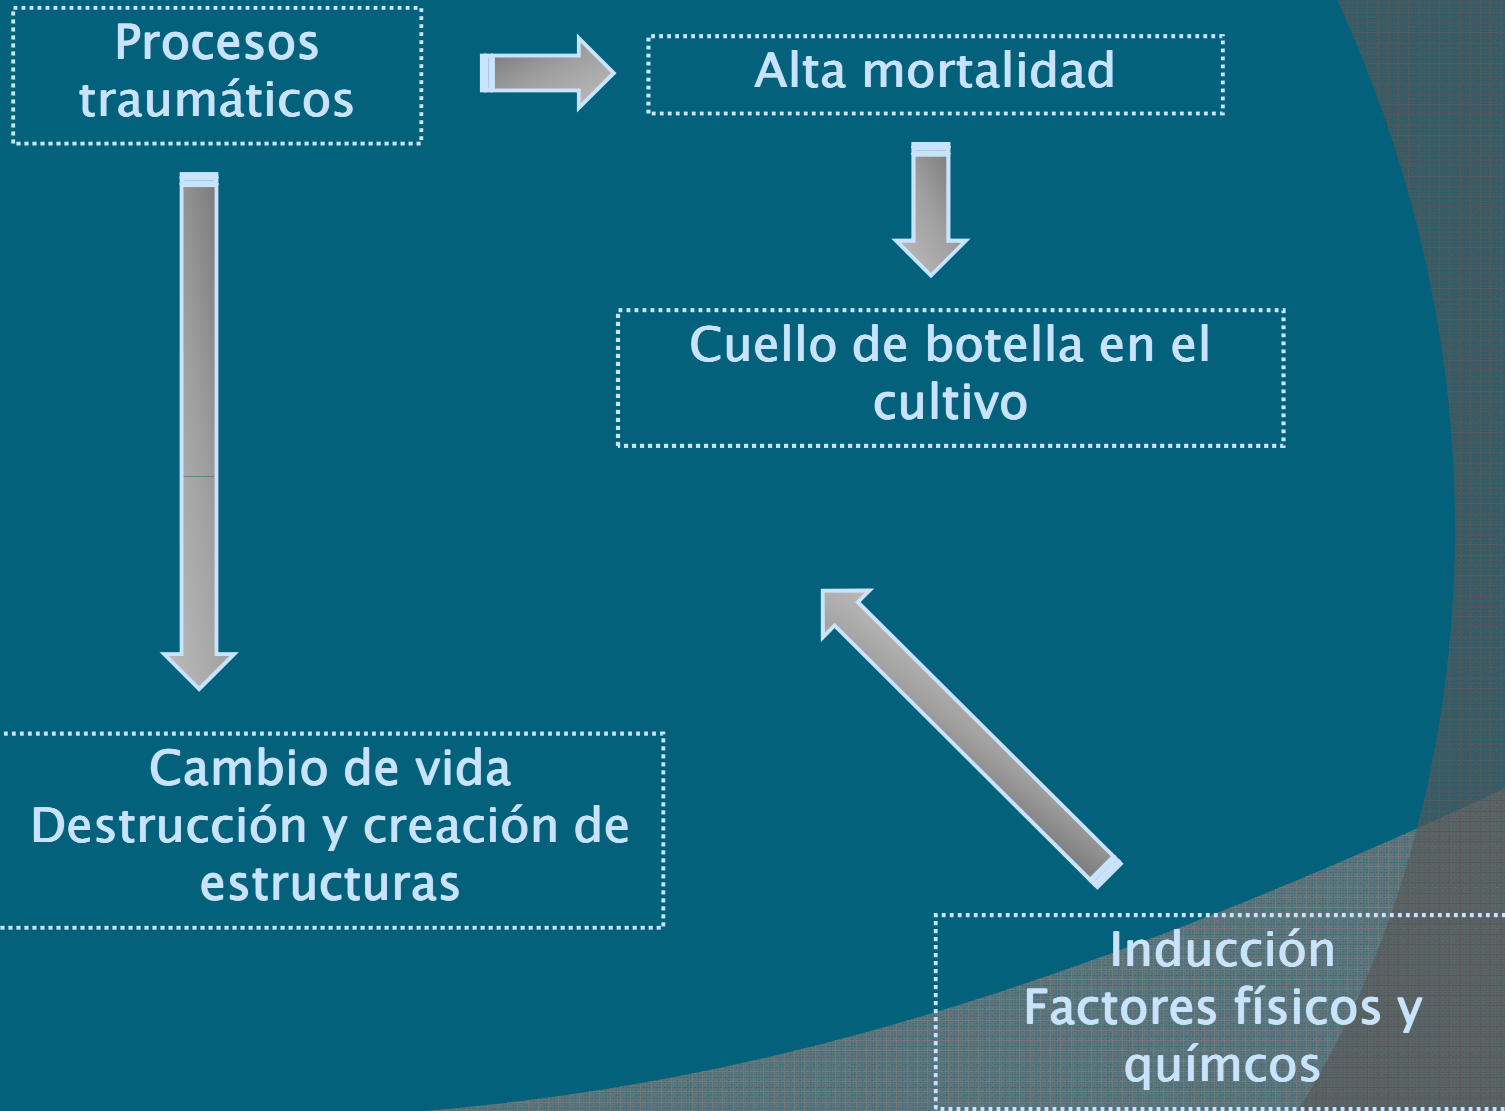 Procesos
traumáticos
Alta mortalidad
Cuello de botella en el
cultivo
Cambio de vida
Destrucción y creación de
estructuras
Inducción
Factores físicos y
químcos